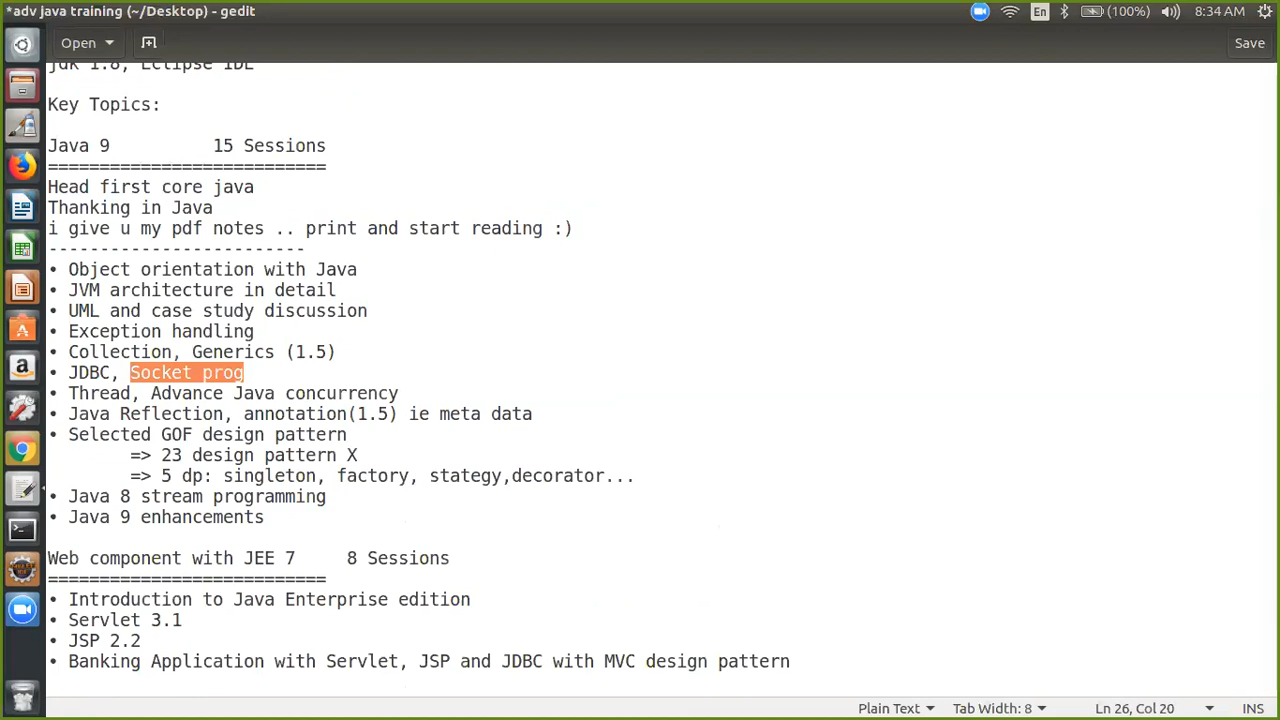 *adv java training (~/Desktop) - gedit
En
(100%)
8:34 AM
Open
Save
jdk 1.8, Eclipse IDE
Key Topics:
Java 9 15 Sessions
===========================
Head first core java
Thanking in Java
i give u my pdf notes .. print and start reading :)
-------------------------
• Object orientation with Java
• JVM architecture in detail
• UML and case study discussion
• Exception handling
• Collection, Generics (1.5)
• JDBC, Socket prog
• Thread, Advance Java concurrency
• Java Reflection, annotation(1.5) ie meta data
• Selected GOF design pattern
=> 23 design pattern X
=> 5 dp: singleton, factory, stategy,decorator...
• Java 8 stream programming
• Java 9 enhancements
Web component with JEE 7 8 Sessions
===========================
• Introduction to Java Enterprise edition
• Servlet 3.1
• JSP 2.2
• Banking Application with Servlet, JSP and JDBC with MVC design pattern
Plain Text
Tab Width: 8
Ln 26, Col 20
INS